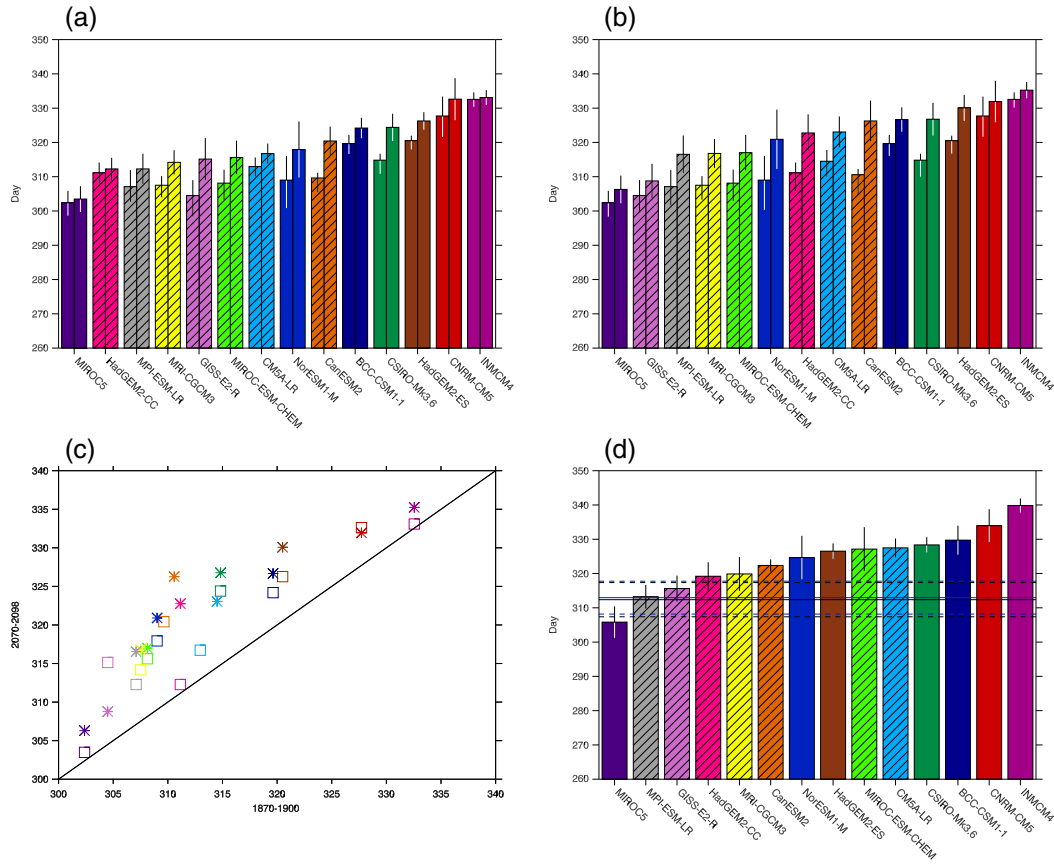 (a)
350
340
330
320
310
300
290
280
270
260
Day
MIROC5
HadGEM2-CC
MPI-ESM-LR
MRI-CGCM3
GISS-E2-R
MIROC-ESM-CHEM
CM5A-LR
NorESM1-M
CanESM2
BCC-CSM1-1
CSIRO-Mk3.6
HadGEM2-ES
CNRM-CM5
INMCM4
(b)
350
340
330
320
310
300
290
280
270
260
Day
MIROC5
GISS-E2-R
MPI-ESM-LR
MRI-CGCM3
MIROC-ESM-CHEM
NorESM1-M
HadGEM2-CC
CM5A-LR
CanESM2
BCC-CSM1-1
CSIRO-Mk3.6
HadGEM2-ES
CNRM-CM5
INMCM4
(c)
340
330
320
310
300
2070-2098
300
305
310
315
320
325
330
335
340
1870-1900
(d)
350
340
330
320
310
300
290
280
270
260
Day
MIROC5
MPI-ESM-LR
GISS-E2-R
HadGEM2-CC
MRI-CGCM3
CanESM2
NorESM1-M
HadGEM2-ES
MIROC-ESM-CHEM
CM5A-LR
CSIRO-Mk3.6
BCC-CSM1-1
CNRM-CM5
INMCM4